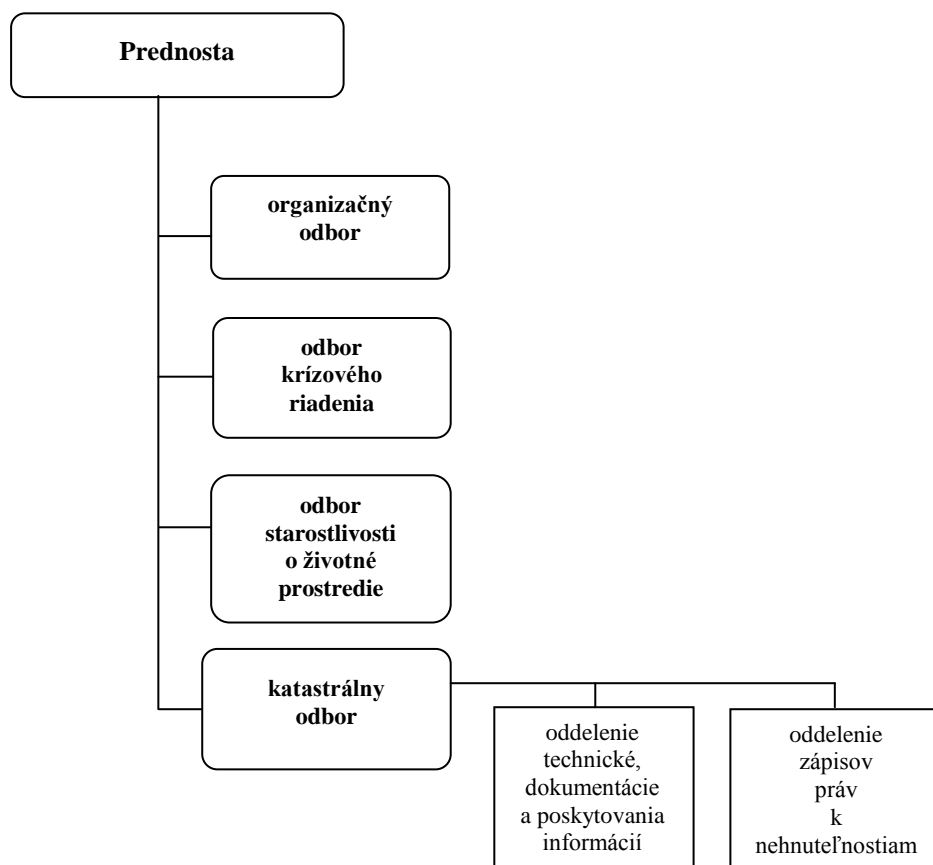 Prednosta
organizačný
odbor
odbor
krízového
riadenia
odbor
starostlivosti
o životné
prostredie
katastrálny
odbor
oddelenie
technické,
dokumentácie
a poskytovania
informácií
oddelenie
zápisov
práv
k
nehnuteľnostiam